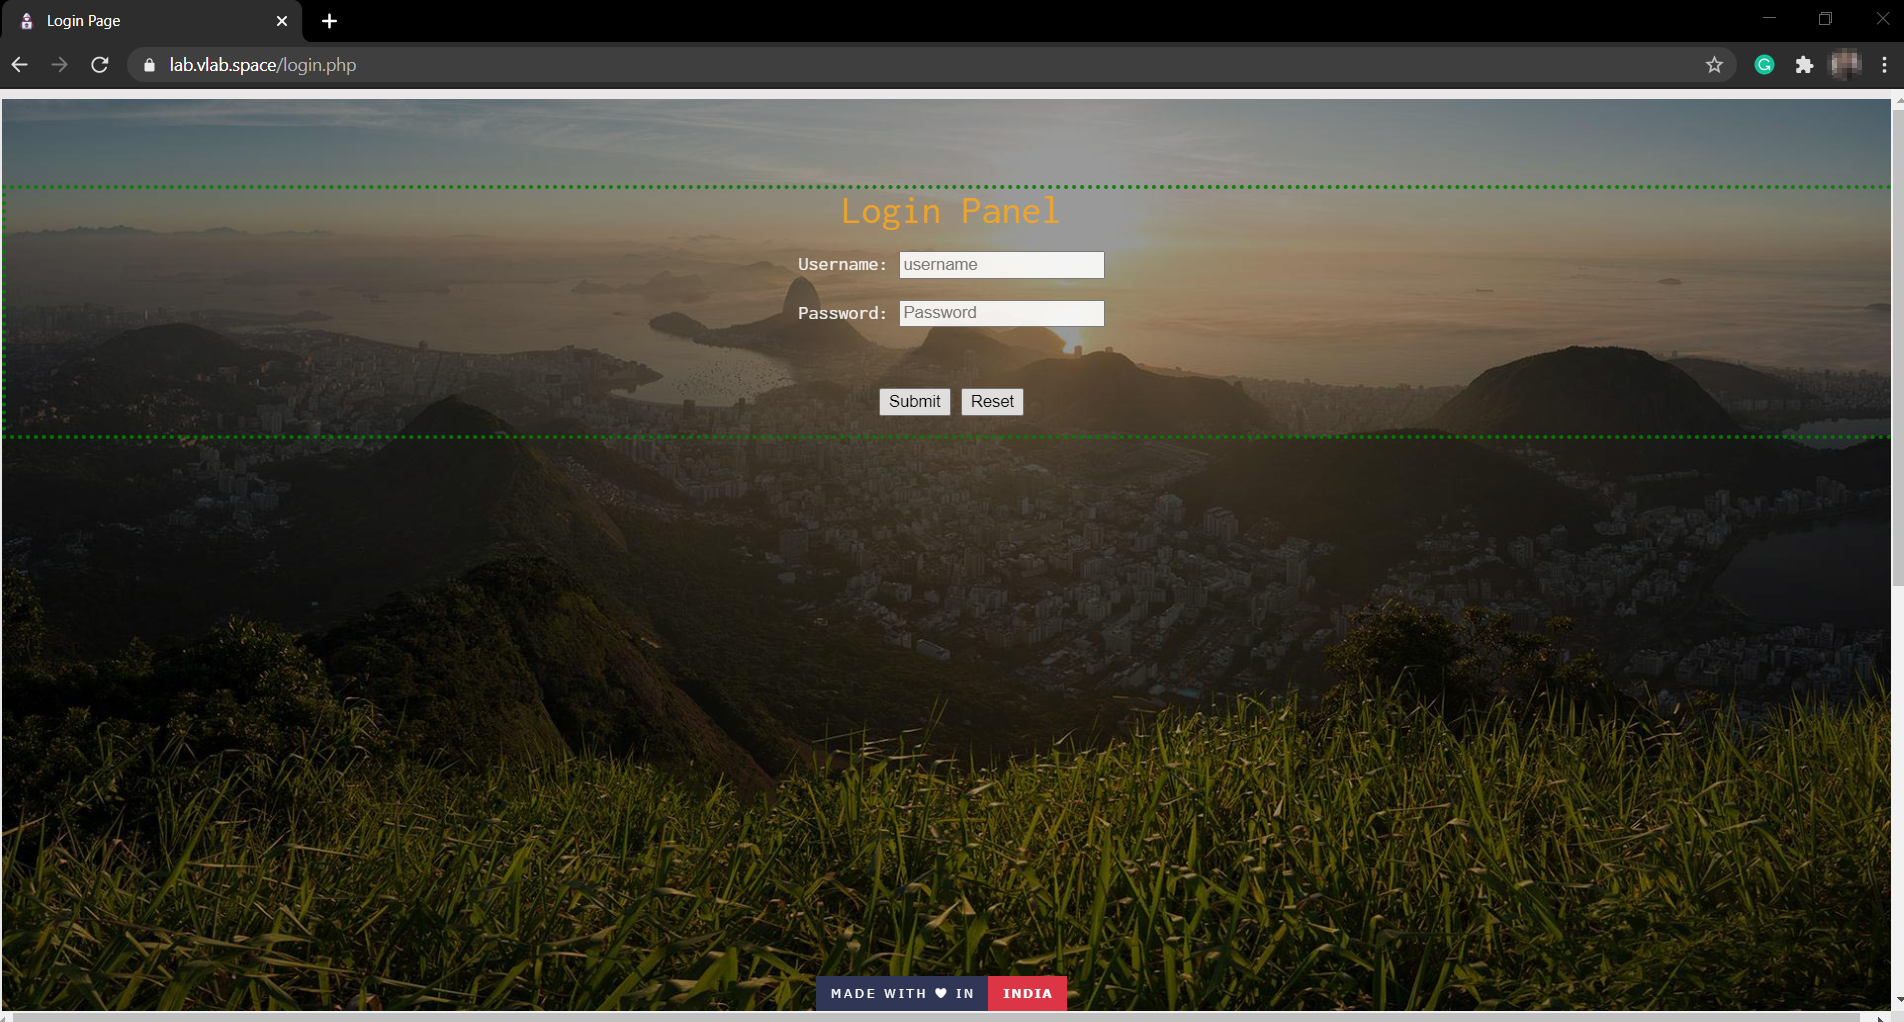 Login Page
lab.vlab.space/login.php
Login Panel
Username: username
Password: Password
Submit Reset
MADE WITH ♥ IN INDIA